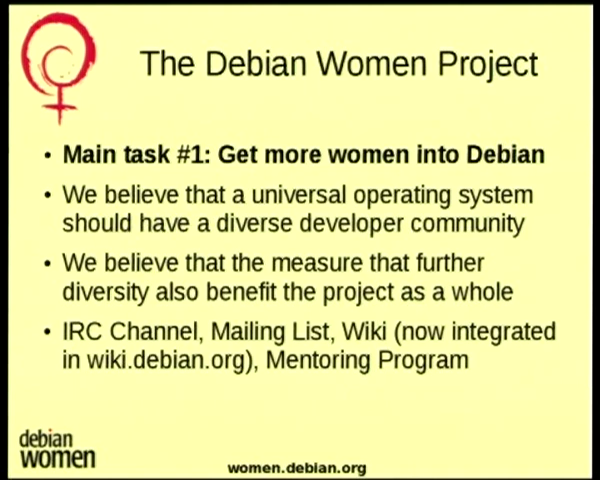 The Debian Women Project
• Main task #1: Get more women into Debian
• We believe that a universal operating system
should have a diverse developer community
• We believe that the measure that further
diversity also benefit the project as a whole
• IRC Channel, Mailing List, Wiki (now integrated
in wiki.debian.org), Mentoring Program
debian
women
women.debian.org